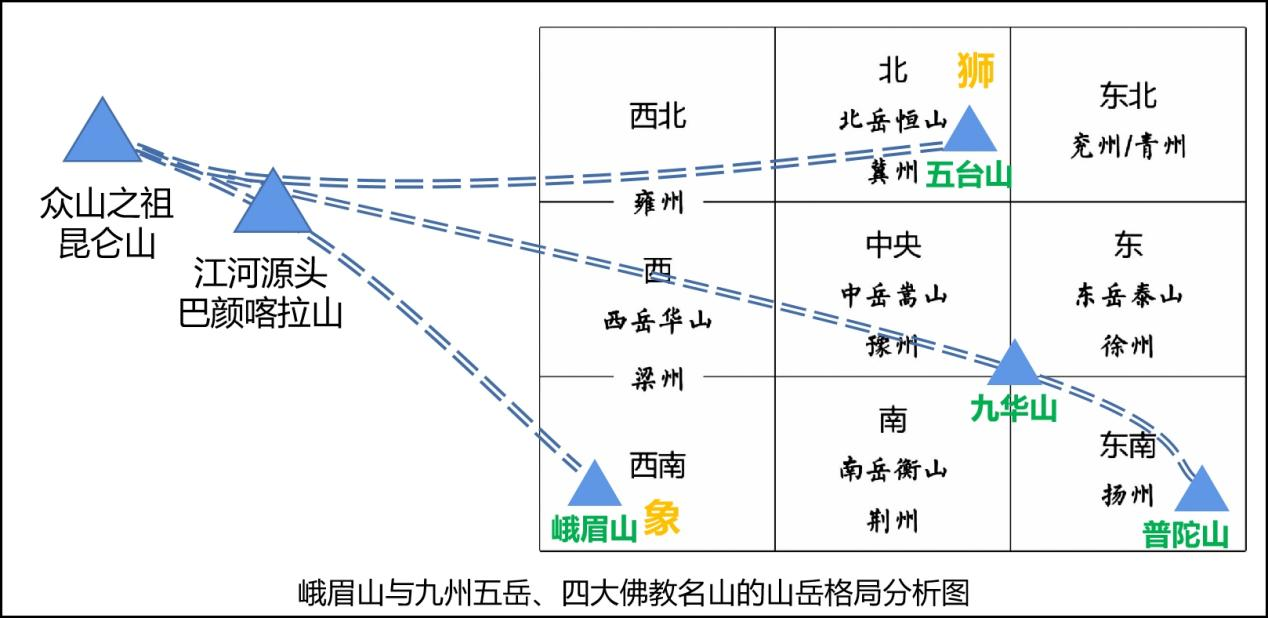 众山之祖
昆仑山
江河源头
巴颜喀拉山
西北
北
狮
北岳恒山
冀州
五台山
东北
兖州/青州
雍州
西
西岳华山
梁州
中央
中岳嵩山
豫州
东
东岳泰山
徐州
九华山
西南
峨眉山
象
南
南岳衡山
荆州
东南
扬州
普陀山
峨眉山与九州五岳、四大佛教名山的山岳格局分析图